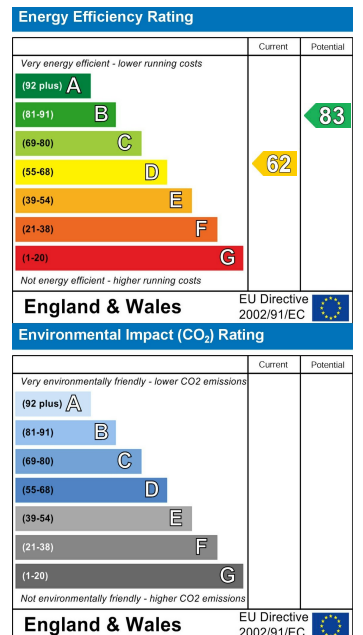 Energy Efficiency Rating
Current Potential
Very energy efficient - lower running costs
(92 plus) A
(81-91) B
83
(69-80) C
(55-68) D
62
(39-54) E
(21-38) F
(1-20) G
Not energy efficient - higher running costs
England & Wales
EU Directive
2002/91/EC
Environmental Impact (CO₂) Rating
Current Potential
Very environmentally friendly - lower CO2 emissions
(92 plus) A
(81-91) B
(69-80) C
(55-68) D
(39-54) E
(21-38) F
(1-20) G
Not environmentally friendly - higher CO2 emissions
England & Wales
EU Directive
2002/91/EC